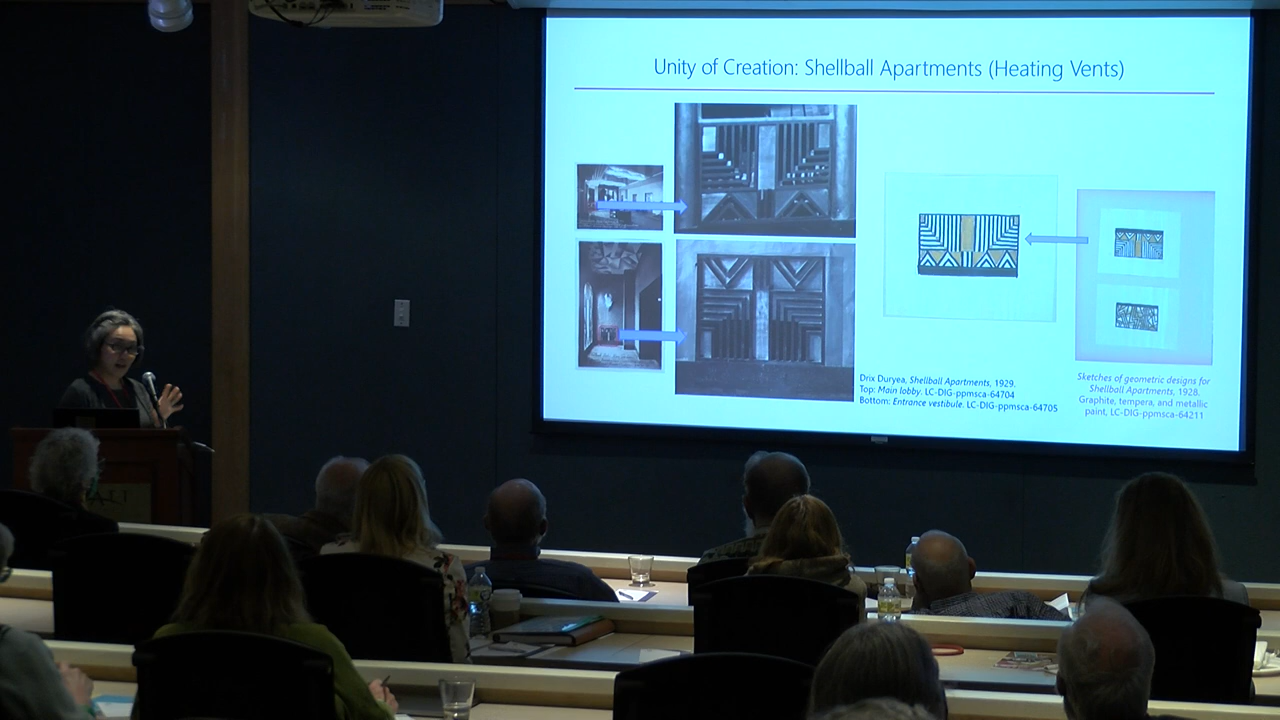 Unity of Creation: Shellball Apartments (Heating Vents)
Drix Duryea, Shellball Apartments, 1929.
Top: Main lobby. LC-DIG-ppmsca-64704
Bottom: Entrance vestibule. LC-DIG-ppmsca-64705
Sketches of geometric designs for
Shellball Apartments, 1928.
Graphite, tempera, and metallic
paint, LC-DIG-ppmsca-64211